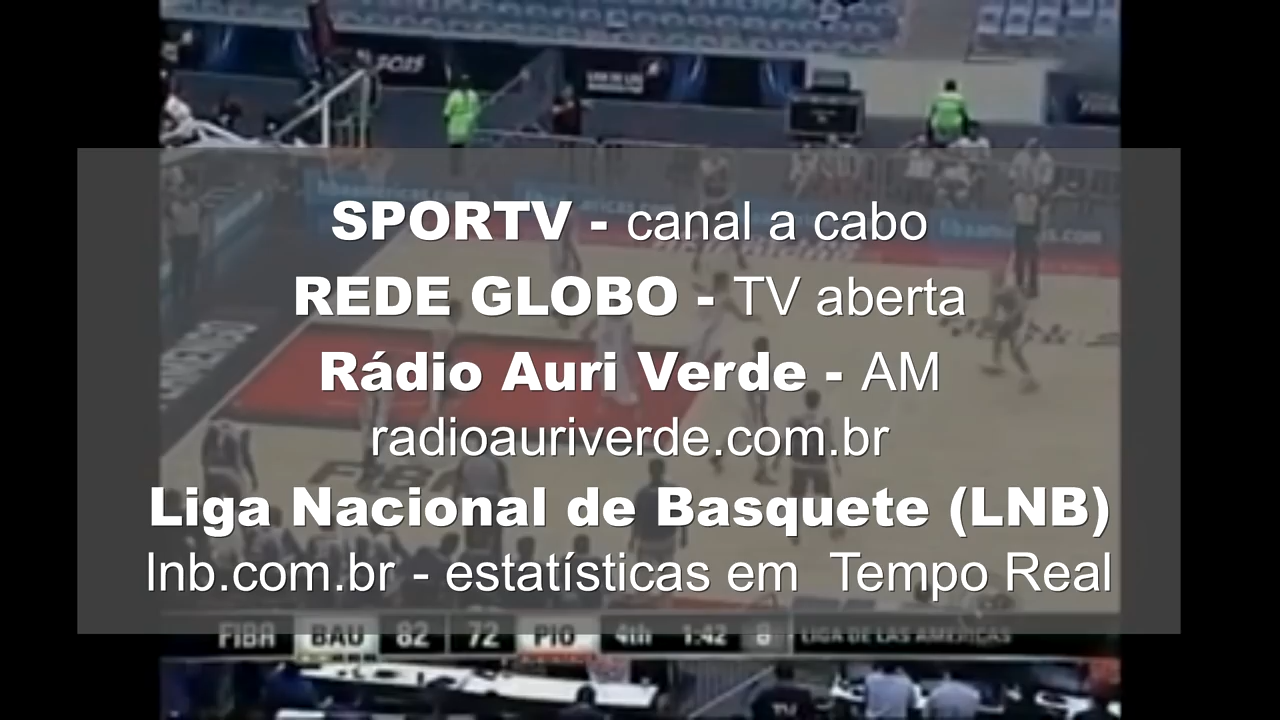 2015
SPORTV - canal a cabo
REDE GLOBO - TV aberta
Rádio Auri Verde - AM
radioauriverde.com.br
Liga Nacional de Basquete (LNB)
lnb.com.br - estatísticas em Tempo Real
FIBA BAU 82 72 PIO 4th 1:42 8 LIGA DE LAS AMERICAS
TV